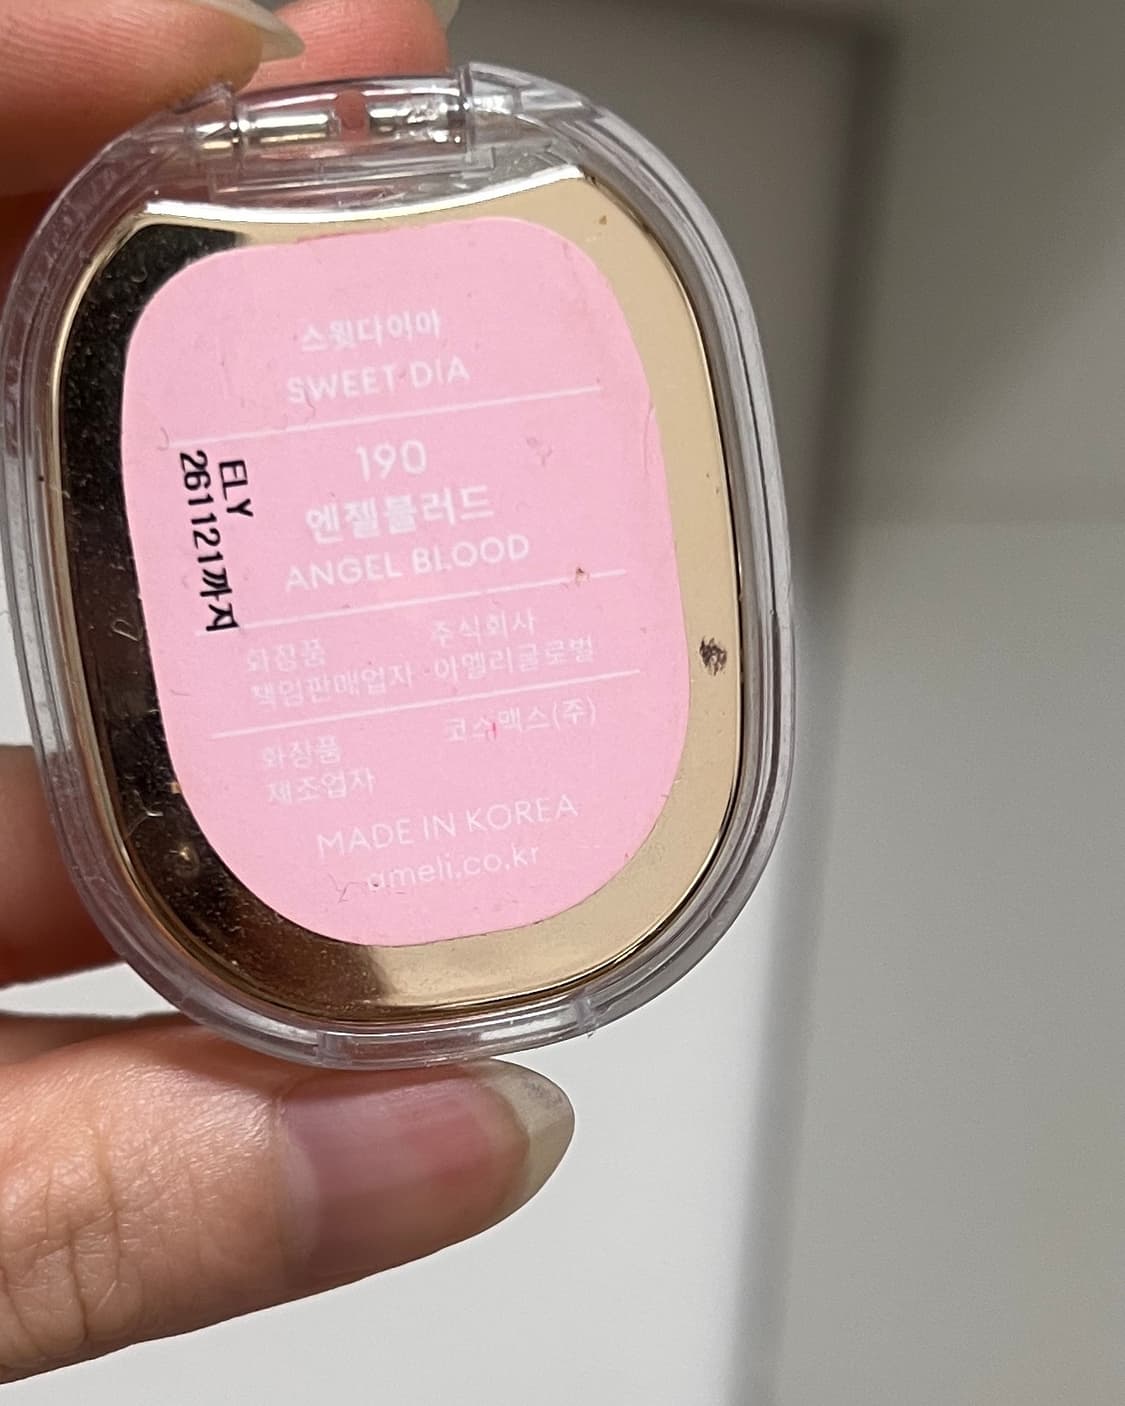 스윗다이아
SWEET DIA
190
엔젤블러드
ANGEL BLOOD
ELY
261121까지
화장품
책임판매업자
주식회사
아멜리글로벌
화장품
제조업자
코스맥스(주)
MADE IN KOREA
ameli.co.kr